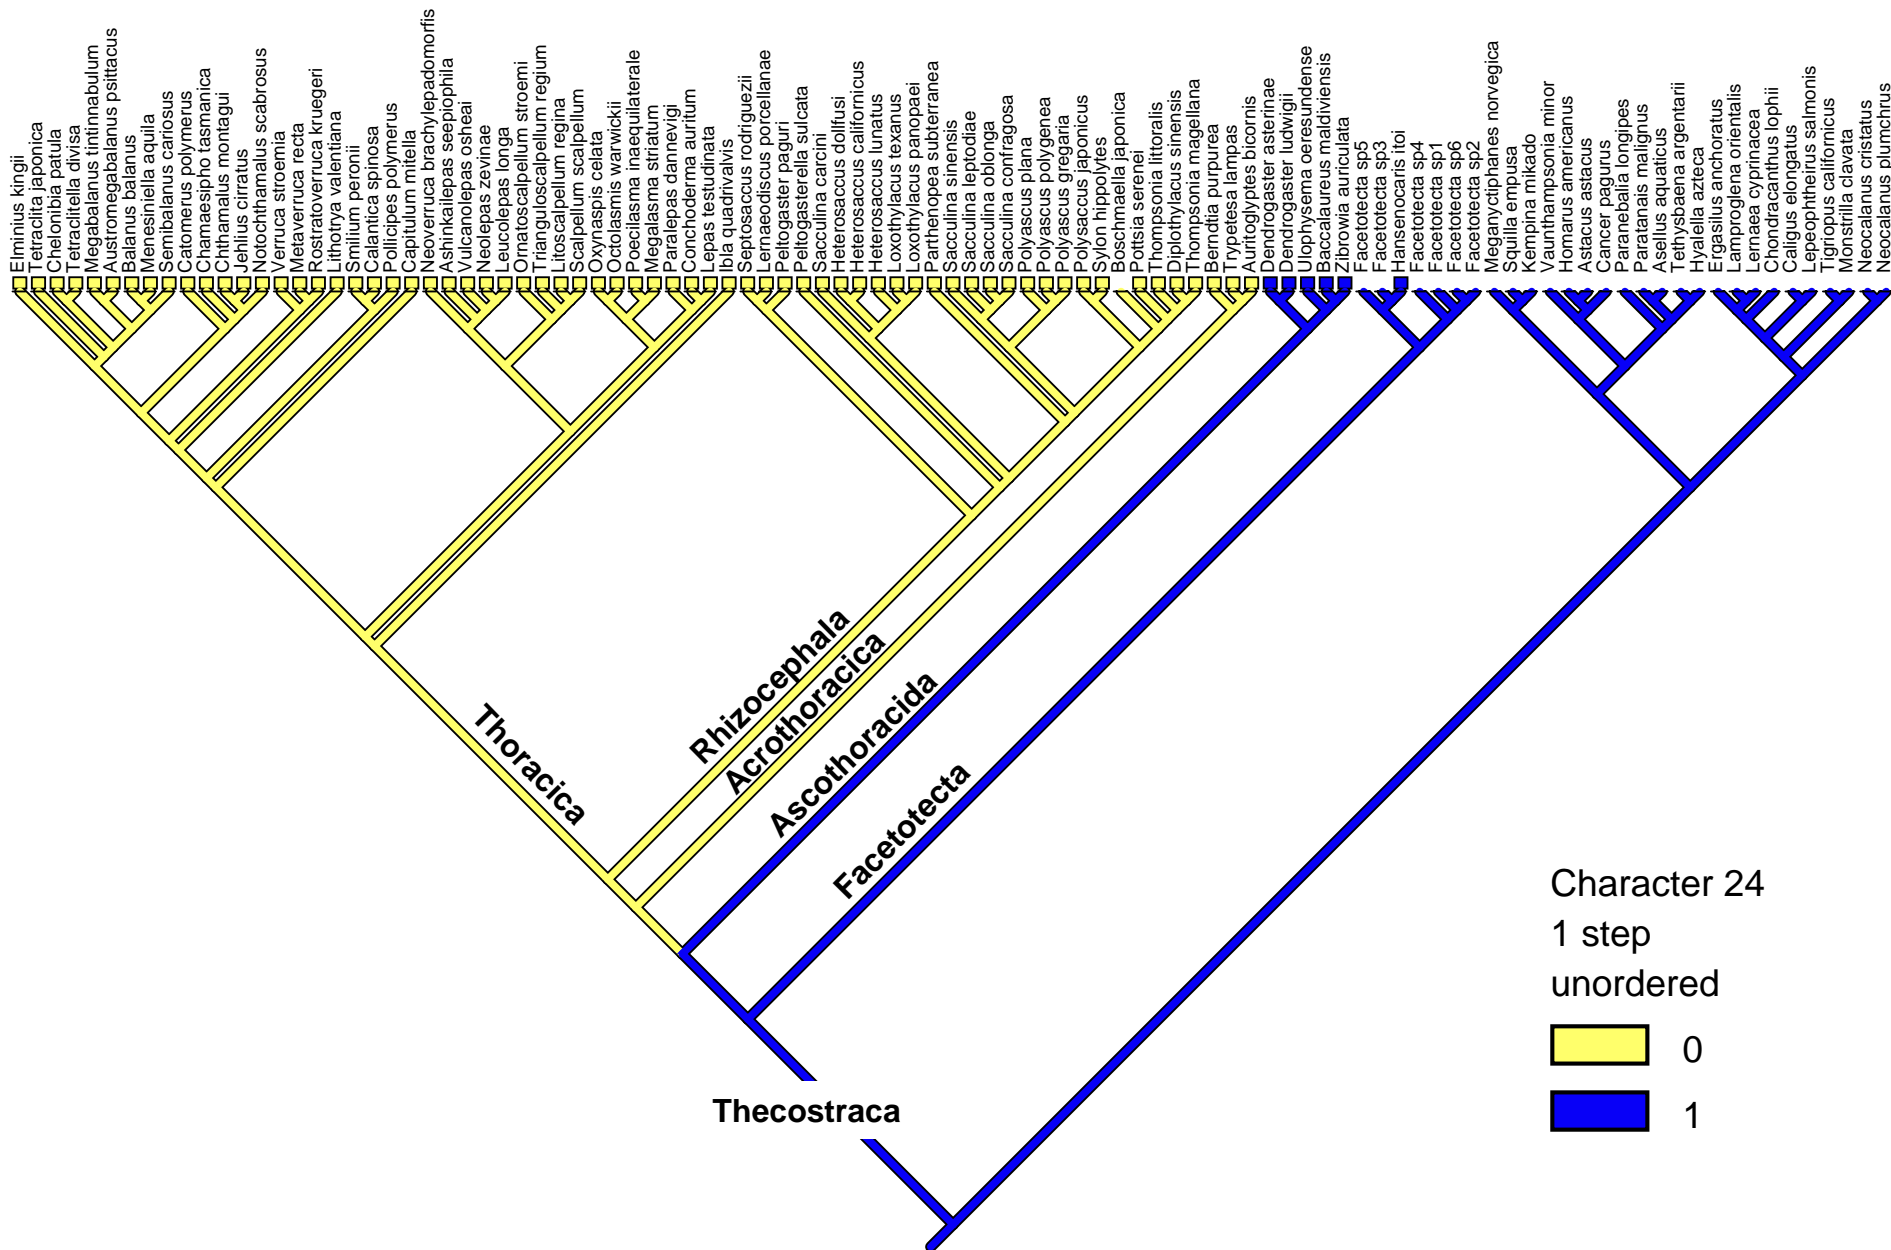 Elminius kingii
Tetraclita japonica
Chelonibia patula
Tetraclitella divisa
Megabalanus tintinnabulum
Austromegabalanus psittacus
Balanus balanus
Menesiniella aquila
Semibalanus cariosus
Catomerus polymerus
Chamaesipho tasmanica
Chthamalus montagui
Jehlius cirratus
Notochthamalus scabrosus
Verruca stroemia
Metaverruca recta
Rostratoverruca kruegeri
Lithotrya valentiana
Smilium peronii
Calantica spinosa
Pollicipes polymerus
Capitulum mitella
Neoverruca brachylepadomorfis
Ashinkailepas seepiophila
Vulcanolepas osheai
Neolepas zevinae
Leucolepas longa
Ornatoscalpellum stroemi
Trianguloscalpellum regium
Litoscalpellum regina
Scalpellum scalpellum
Oxynaspis celata
Octolasmis warwickii
Poecilasma inaequilaterale
Megalasma striatum
Paralepas dannevigi
Conchoderma auritum
Lepas testudinata
Ibla quadrivalvis
Septosaccus rodriguezii
Lernaeodiscus porcellanae
Peltogaster paguri
Peltogasterella sulcata
Sacculina carcini
Heterosaccus dollfusi
Heterosaccus californicus
Heterosaccus lunatus
Loxothylacus texanus
Loxothylacus panopaei
Parthenopea subterranea
Sacculina sinensis
Sacculina leptodiae
Sacculina oblonga
Sacculina confragosa
Polyascus plana
Polyascus polygenea
Polyascus gregaria
Polysaccus japonicus
Sylon hippolytes
Boschmaella japonica
Pottsia serenei
Thompsonia littoralis
Diplothylacus sinensis
Thompsonia magellana
Berndtia purpurea
Trypetesa lampas
Auritoglyptes bicornis
Dendrogaster asterinae
Dendrogaster ludwigii
Ulophysema oeresundense
Baccalaureus maldiviensis
Zibrowia auriculata
Facetotecta sp5
Facetotecta sp3
Hansenocaris itoi
Facetotecta sp4
Facetotecta sp1
Facetotecta sp6
Facetotecta sp2
Meganyctiphanes norvegica
Squilla empusa
Kempina mikado
Vaunthampsonia minor
Homarus americanus
Astacus astacus
Cancer pagurus
Paranebalia longipes
Paratanais malignus
Asellus aquaticus
Tethysbaena argentarii
Hyalella azteca
Ergasilus anchoratus
Lamproglena orientalis
Lernaea cyprinacea
Chondracanthus lophii
Caligus elongatus
Lepeophtheirus salmonis
Tigriopus californicus
Monstrilla clavata
Neocalanus cristatus
Neocalanus plumchrus
Thoracica
Rhizocephala
Acrothoracica
Ascothoracida
Facetotecta
Thecostraca
Character 24
1 step
unordered
0
1